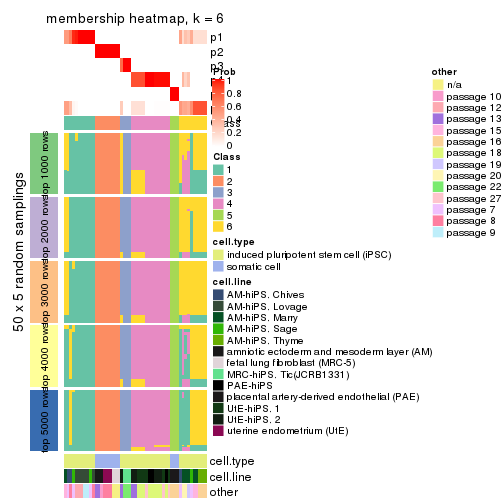 membership heatmap, k = 6
p1
p2
p3
Prob
1
0.8
0.6
0.4
0.2
0
Class
1
2
3
4
5
6
cell.type
induced pluripotent stem cell (iPSC)
somatic cell
cell.line
AM-hiPS. Chives
AM-hiPS. Lovage
AM-hiPS. Marry
AM-hiPS. Sage
AM-hiPS. Thyme
amniotic ectoderm and mesoderm layer (AM)
fetal lung fibroblast (MRC-5)
MRC-hiPS. Tic(JCRB1331)
PAE-hiPS
placental artery-derived endothelial (PAE)
UtE-hiPS. 1
UtE-hiPS. 2
uterine endometrium (UtE)
other
n/a
passage 10
passage 12
passage 13
passage 15
passage 16
passage 18
passage 19
passage 20
passage 22
passage 27
passage 7
passage 8
passage 9
50 x 5 random samplings
top 1000 rows
top 2000 rows
top 3000 rows
top 4000 rows
top 5000 rows
cell.type
cell.line
other